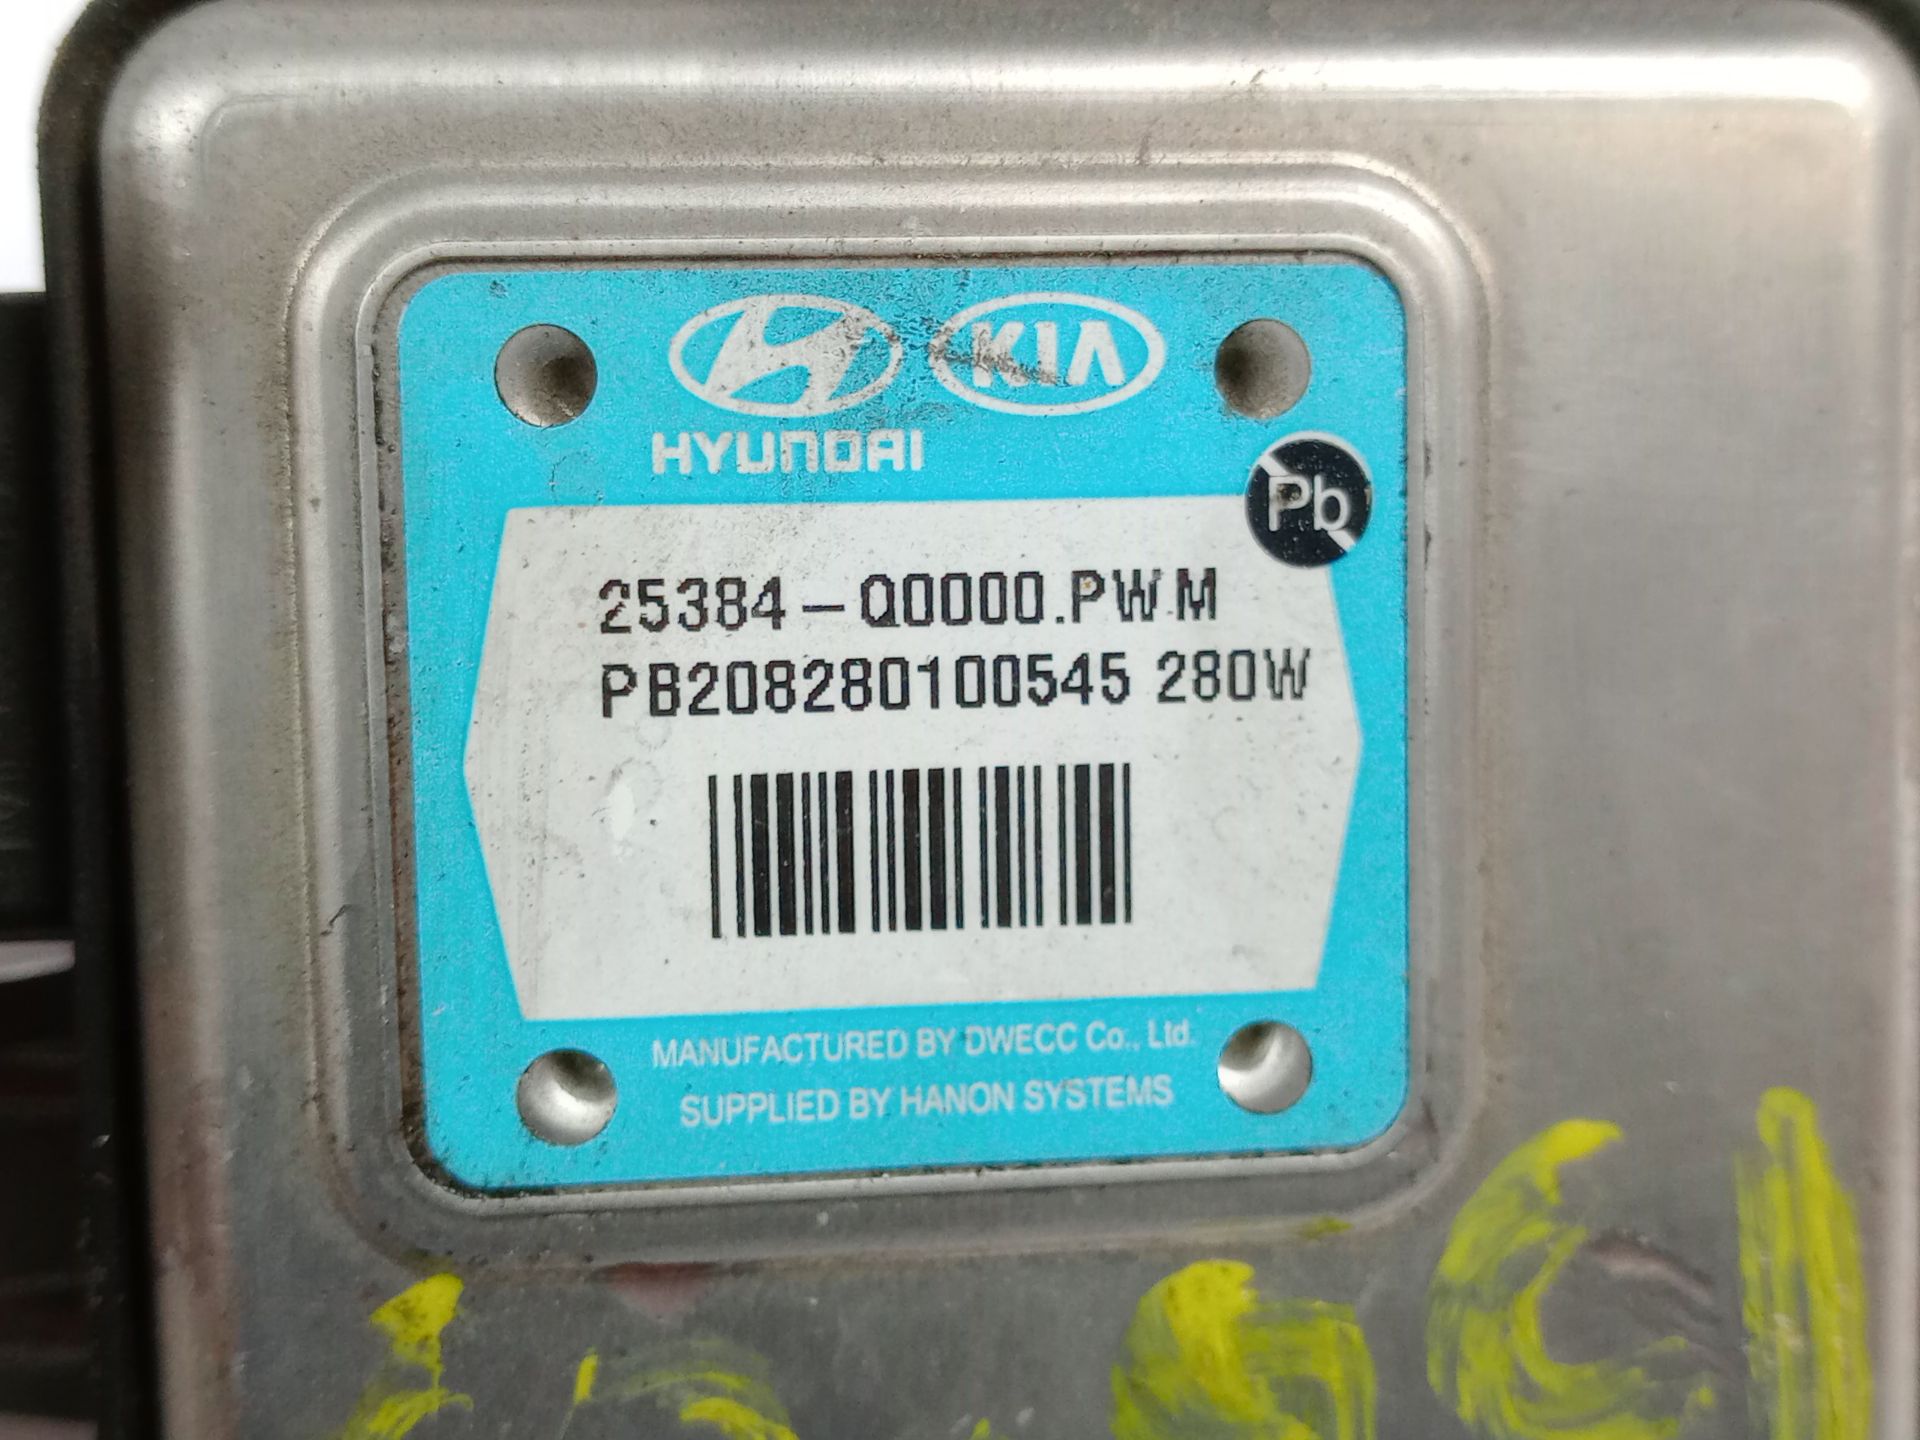 KIA
HYUNDAI
Pb
25384-Q0000.PWM
PB208280100545 280W
MANUFACTURED BY DWECC Co., Ltd.
SUPPLIED BY HANON SYSTEMS